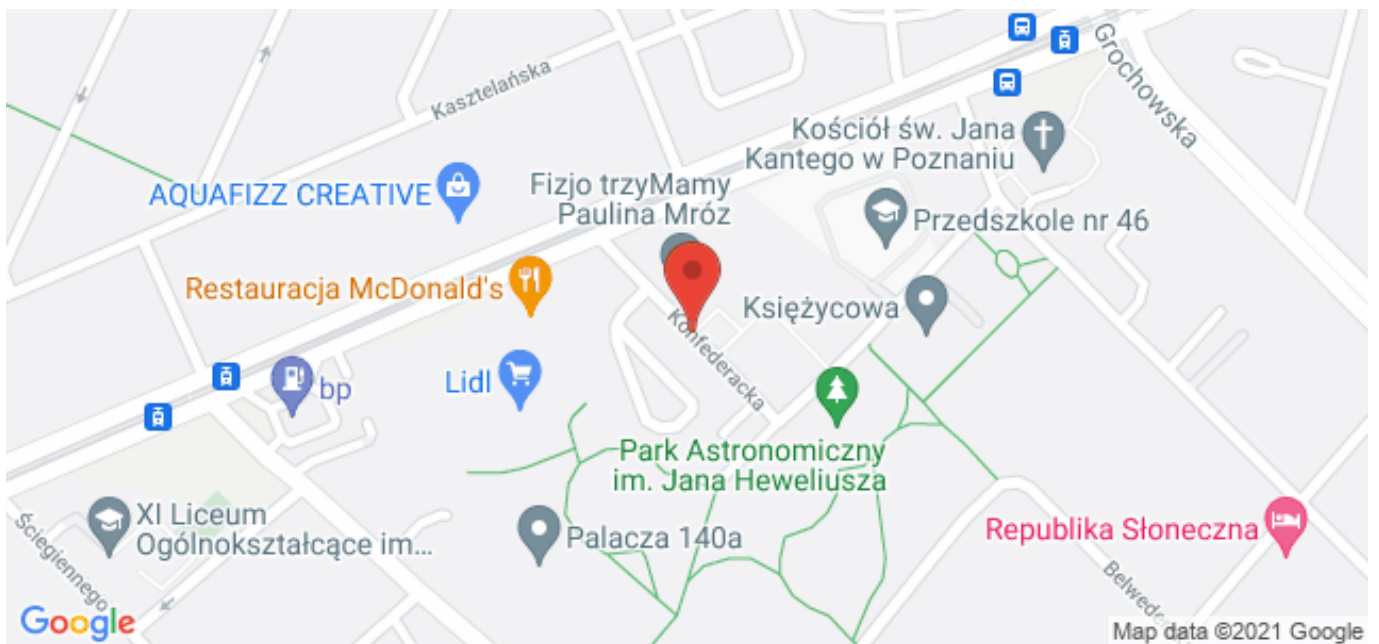 Kasztelańska
Grochowska
Kościół św. Jana
Kantego w Poznaniu
AQUAFIZZ CREATIVE
Fizjo trzyMamy
Paulina Mróz
Przedszkole nr 46
Restauracja McDonald's
Księżycowa
Konfederacka
bp
Lidl
Park Astronomiczny
im. Jana Heweliusza
XI Liceum
Ogólnokształcące im...
Palacza 140a
Republika Słoneczna
Ściegiennego
Belwede
Google
Map data ©2021 Google